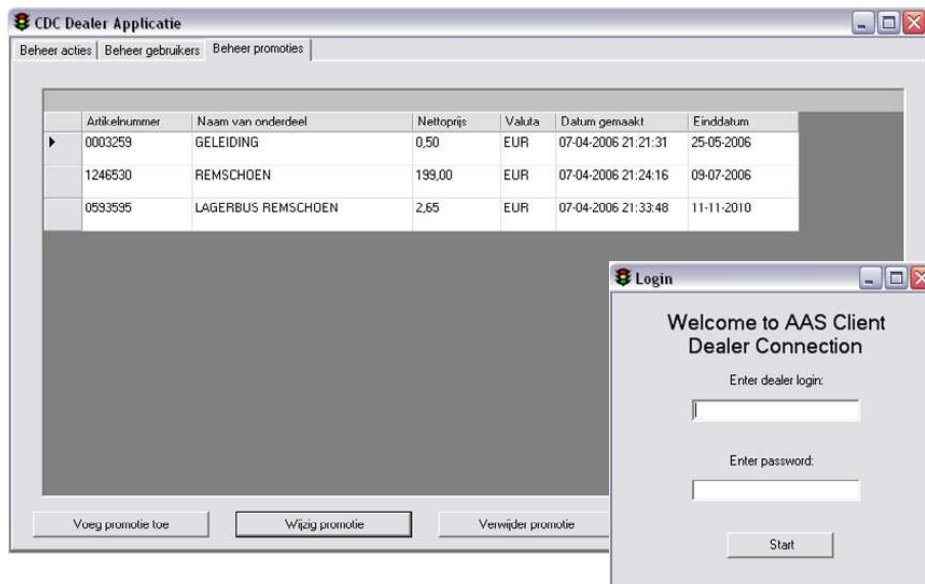 CDC Dealer Applicatie
Beheer acties Beheer gebruikers Beheer promoties
Artikelnummer Naam van onderdeel Nettoprijs Valuta Datum gemaakt Einddatum
0003259 GELEIDING 0,50 EUR 07-04-2006 21:21:31 25-05-2006
1246530 REMSCHOEN 199,00 EUR 07-04-2006 21:24:16 09-07-2006
0593595 LAGERBUS REMSCHOEN 2,65 EUR 07-04-2006 21:33:48 11-11-2010
Voeg promotie toe Wijzig promotie Verwijder promotie
Login
Welcome to AAS Client
Dealer Connection
Enter dealer login:
Enter password:
Start